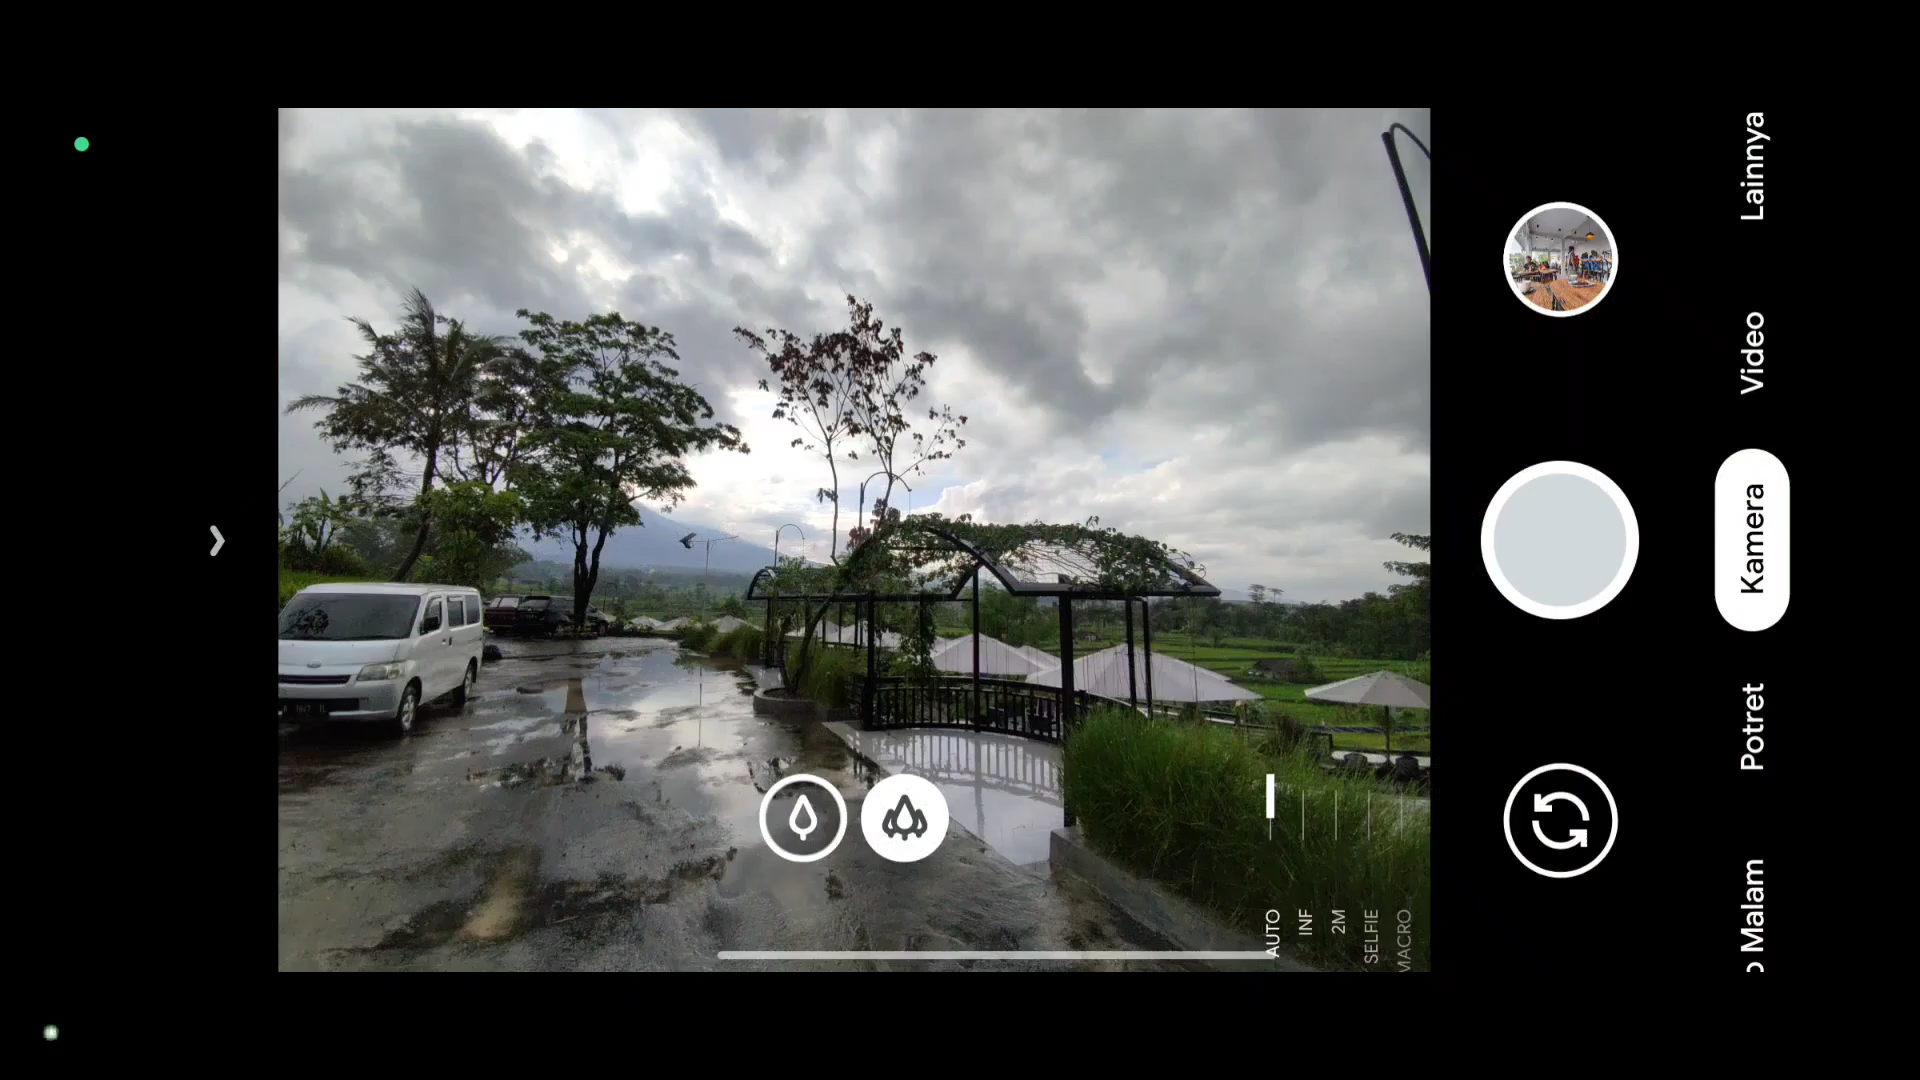 Lainnya
Video
Kamera
Potret
o Malam
AUTO
INF
2M
SELFIE
MACRO